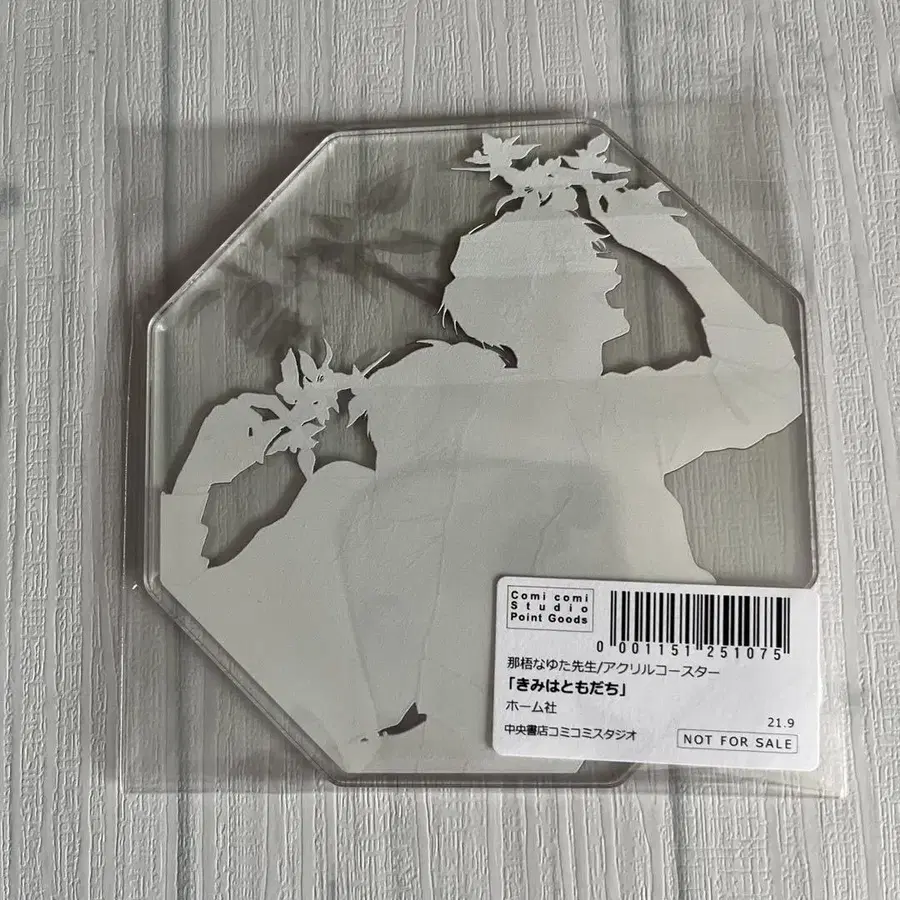 Comi comi
Studio
Point Goods
0 001151 251075
那梧なゆた先生/アクリルコースター
「きみはともだち」
ホーム社
21.9
中央書店コミコミスタジオ
NOT FOR SALE